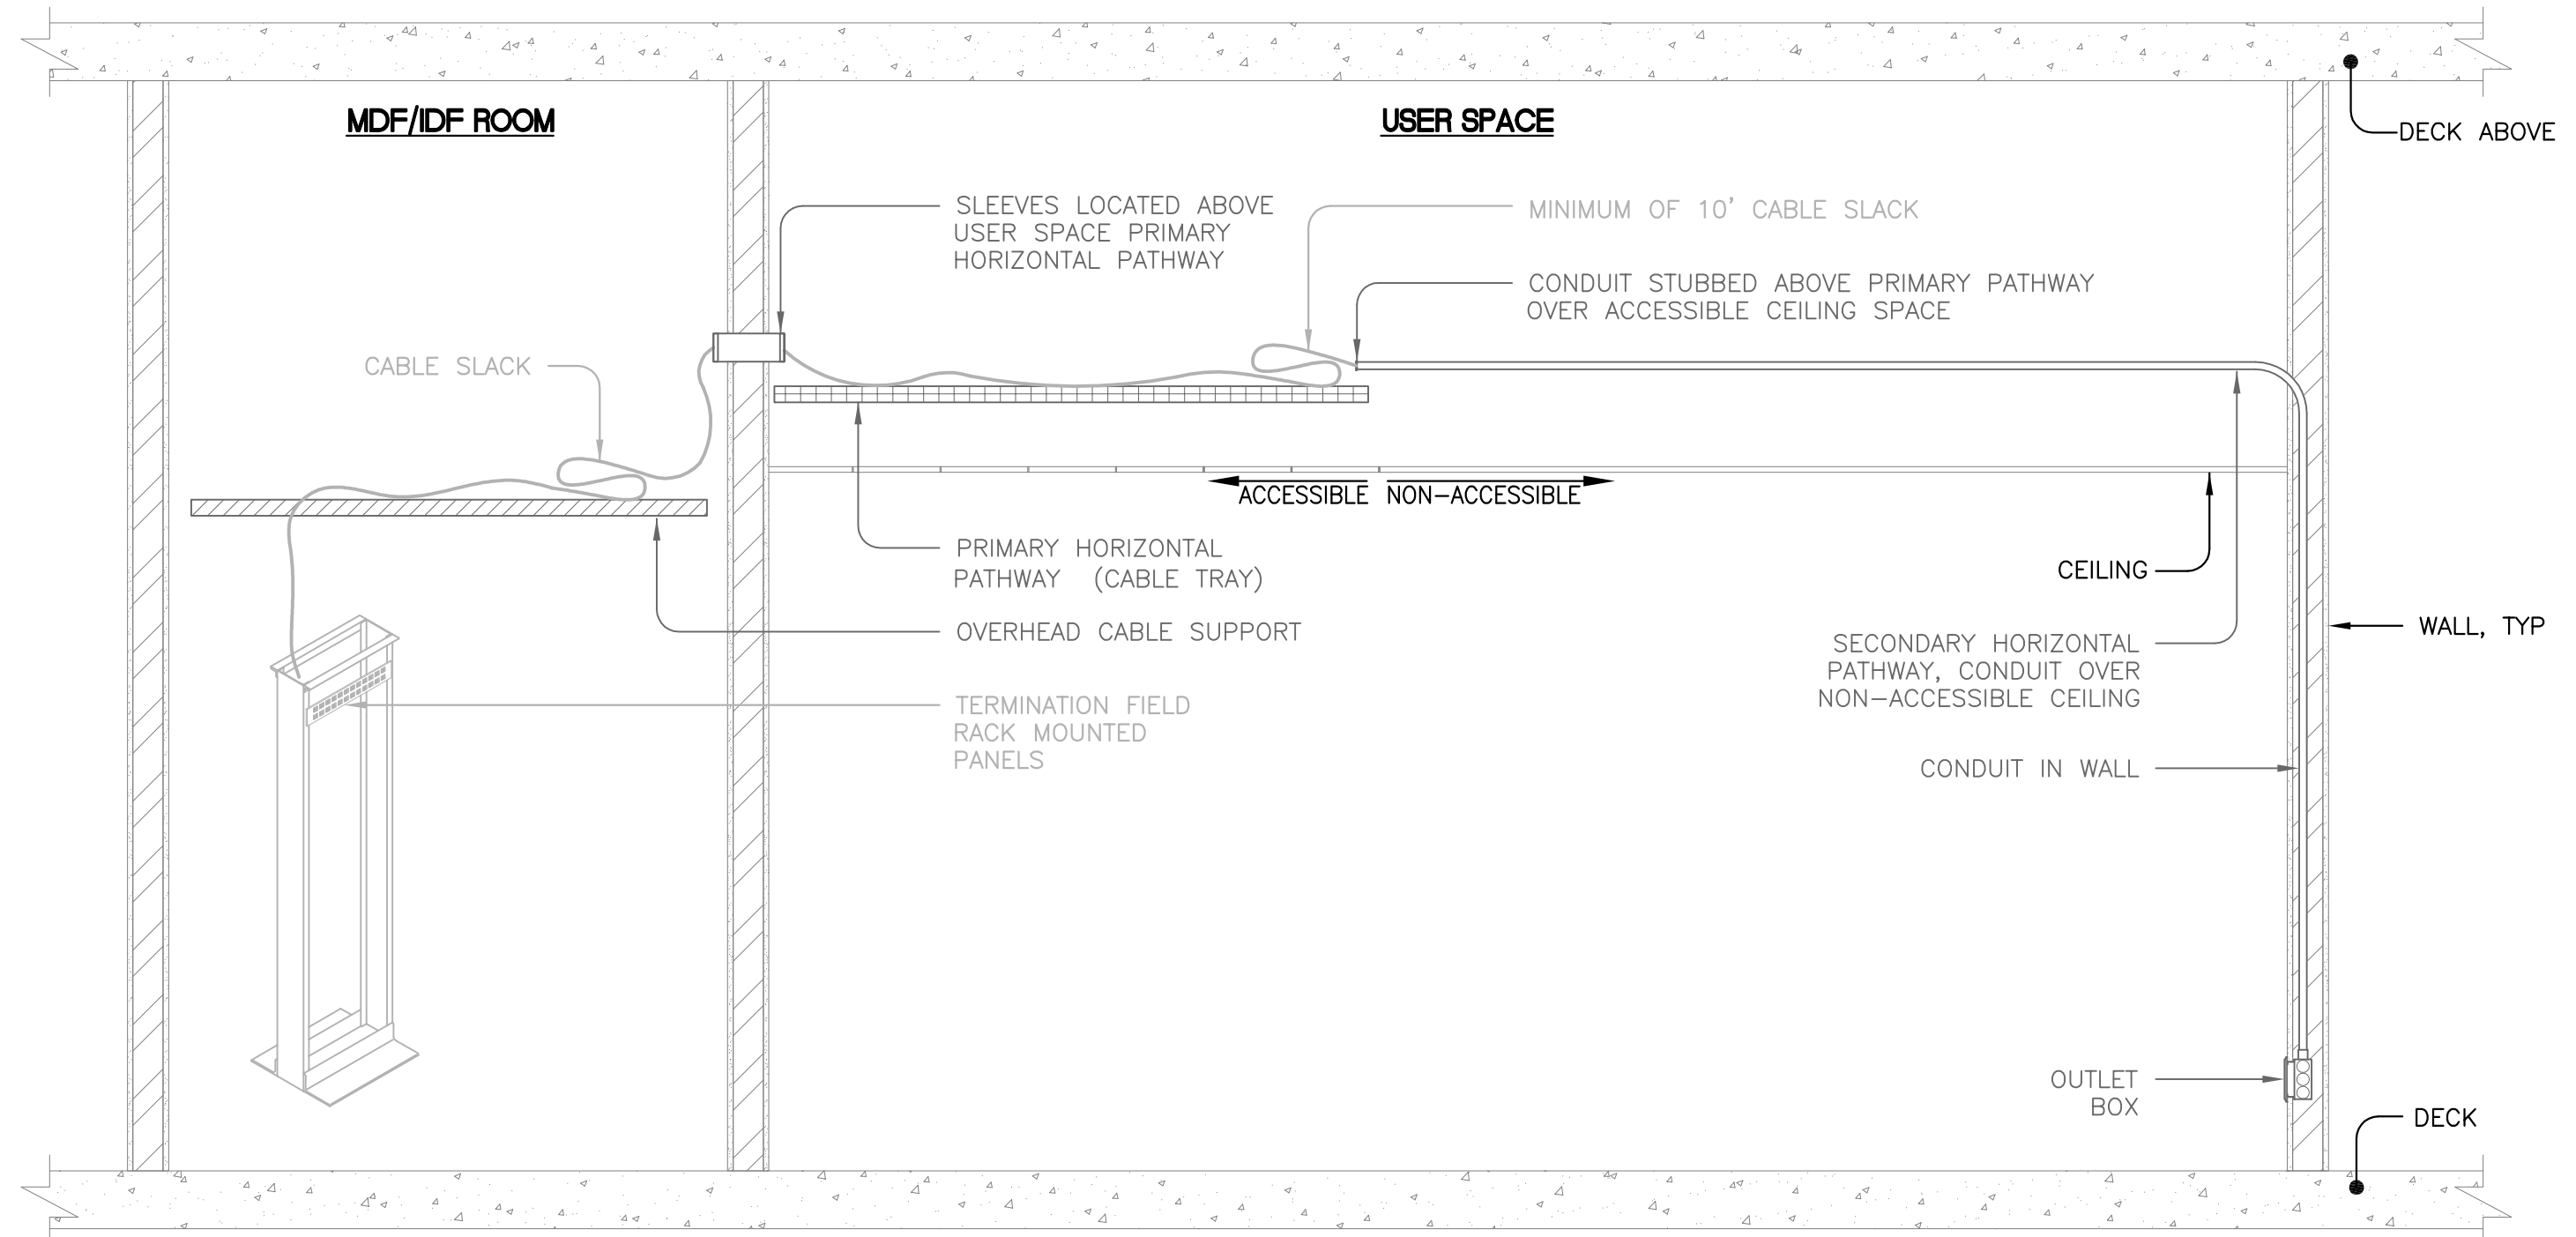 MDF/IDF ROOM
USER SPACE
DECK ABOVE
SLEEVES LOCATED ABOVE
USER SPACE PRIMARY
HORIZONTAL PATHWAY
MINIMUM OF 10' CABLE SLACK
CONDUIT STUBBED ABOVE PRIMARY PATHWAY
OVER ACCESSIBLE CEILING SPACE
CABLE SLACK
ACCESSIBLE
NON-ACCESSIBLE
PRIMARY HORIZONTAL
PATHWAY (CABLE TRAY)
CEILING
OVERHEAD CABLE SUPPORT
WALL, TYP
SECONDARY HORIZONTAL
PATHWAY, CONDUIT OVER
NON-ACCESSIBLE CEILING
TERMINATION FIELD
RACK MOUNTED
PANELS
CONDUIT IN WALL
OUTLET
BOX
DECK